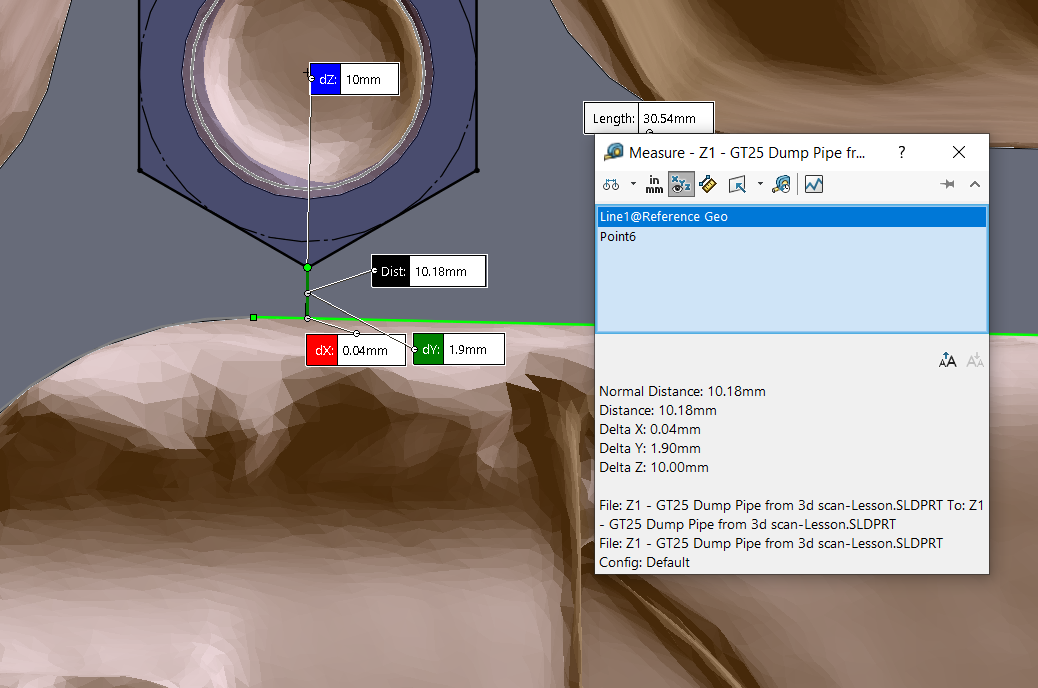 dZ: 10mm
Length: 30.54mm
Measure - Z1 - GT25 Dump Pipe fr...
?
in
mm
XYZ
Line1@Reference Geo
Point6
Dist: 10.18mm
dX: 0.04mm
dY: 1.9mm
AA
AA
Normal Distance: 10.18mm
Distance: 10.18mm
Delta X: 0.04mm
Delta Y: 1.90mm
Delta Z: 10.00mm
File: Z1 - GT25 Dump Pipe from 3d scan-Lesson.SLDPRT To: Z1
- GT25 Dump Pipe from 3d scan-Lesson.SLDPRT
File: Z1 - GT25 Dump Pipe from 3d scan-Lesson.SLDPRT
Config: Default